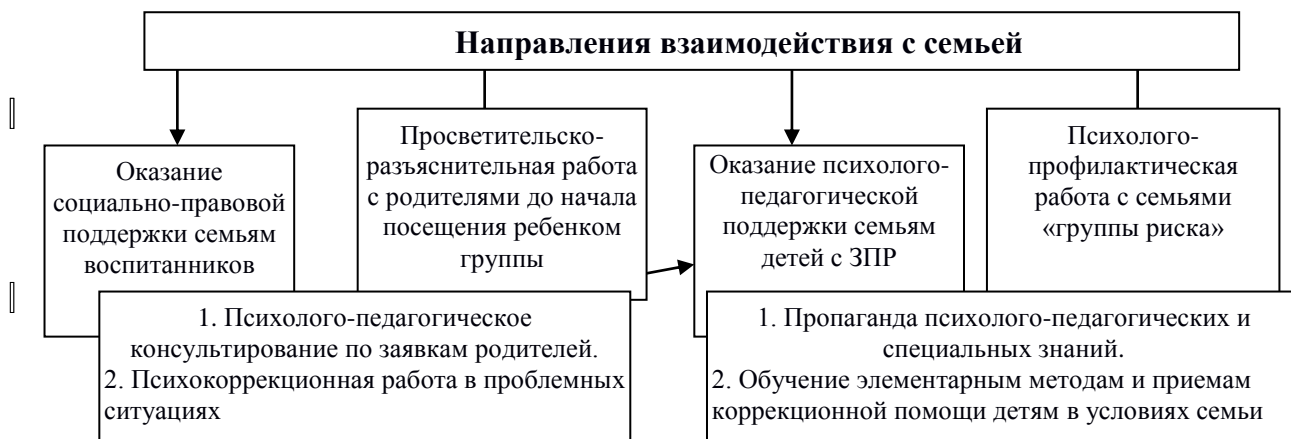 Направления взаимодействия с семьей
Оказание
социально-правовой
поддержки семьям
воспитанников
Просветительско-
разъяснительная работа
с родителями до начала
посещения ребенком
группы
Оказание психолого-
педагогической
поддержки семьям
детей с ЗПР
Психолого-
профилактическая
работа с семьями
«группы риска»
1. Психолого-педагогическое
консультирование по заявкам родителей.
2. Психокоррекционная работа в проблемных
ситуациях
1. Пропаганда психолого-педагогических и
специальных знаний.
2. Обучение элементарным методам и приемам
коррекционной помощи детям в условиях семьи